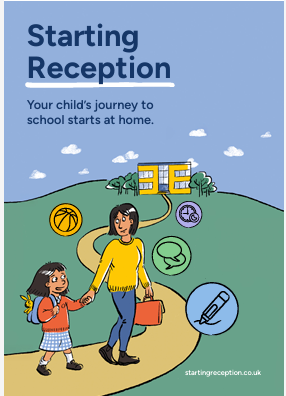 Starting
Reception
Your child's journey to
school starts at home.
startingreception.co.uk